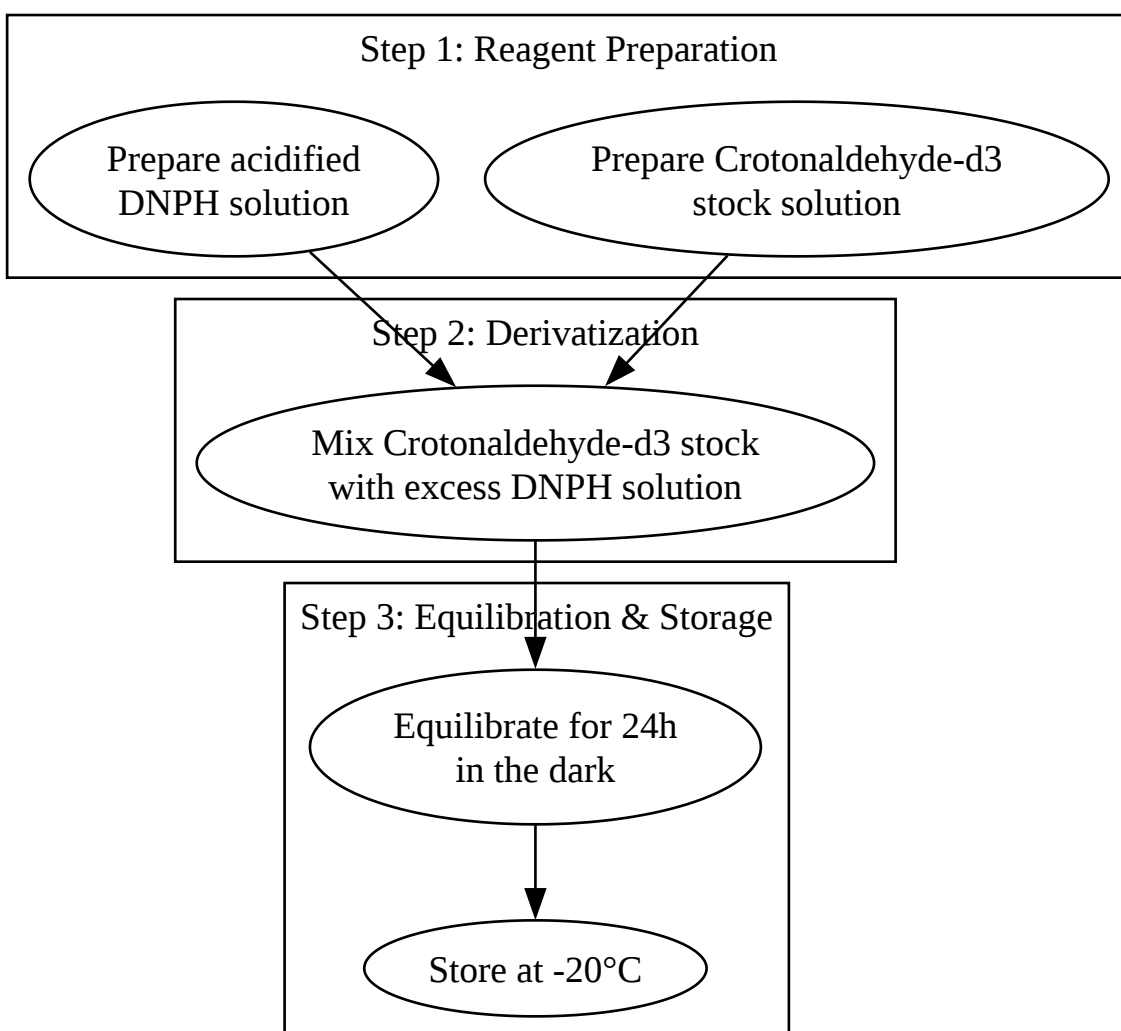 Step 1: Reagent Preparation
Prepare acidified
DNPH solution
Prepare Crotonaldehyde-d3
stock solution
Step 2: Derivatization
Mix Crotonaldehyde-d3 stock
with excess DNPH solution
Step 3: Equilibration & Storage
Equilibrate for 24h
in the dark
Store at -20°C